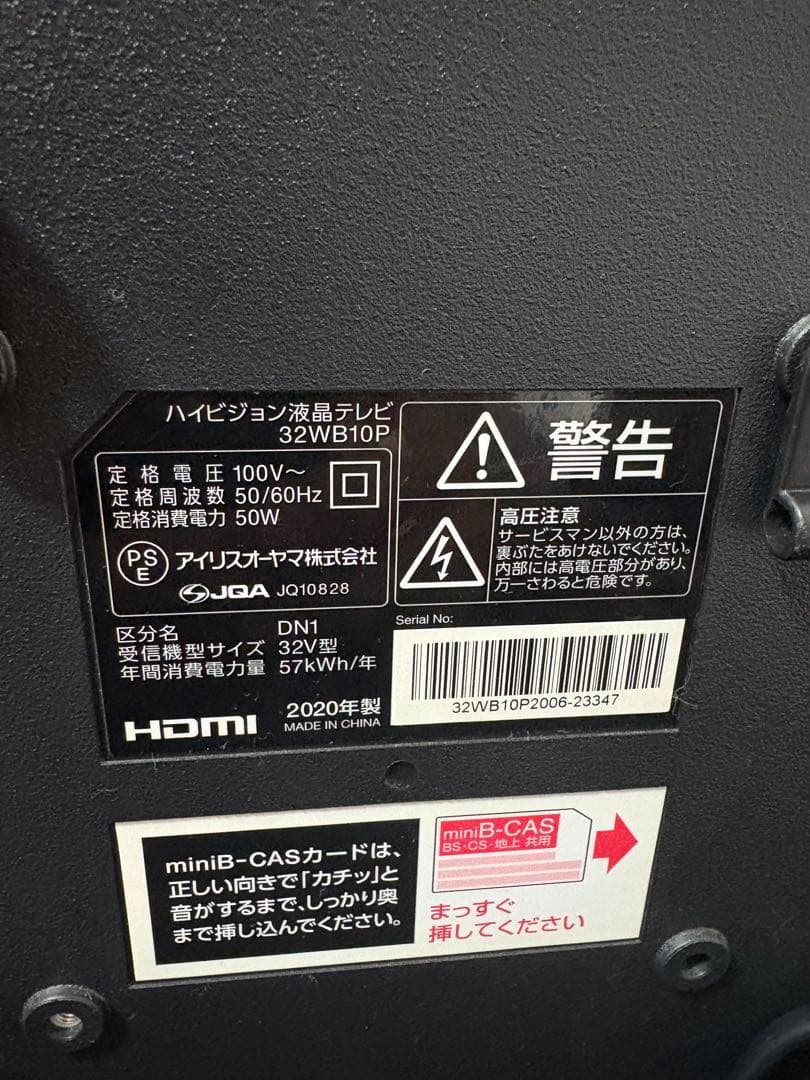 ハイビジョン液晶テレビ
32WB10P
定格電圧 100V～
定格周波数 50/60Hz
定格消費電力 50W
PS
E
アイリスオーヤマ株式会社
JQA JQ10828
区分名 DN1
受信機型サイズ 32V型
年間消費電力量 57kWh/年
HDMI
2020年製
MADE IN CHINA
警告
高圧注意
サービスマン以外の方は、
裏ぶたをあけないでください。
内部には高電圧部分があり、
万一さわると危険です。
Serial No:
32WB10P2006-23347
miniB-CASカードは、
正しい向きで「カチッ」と
音がするまで、しっかり奥
まで挿し込んでください。
miniB-CAS
BS・CS・地上 共用
まっすぐ
挿してください